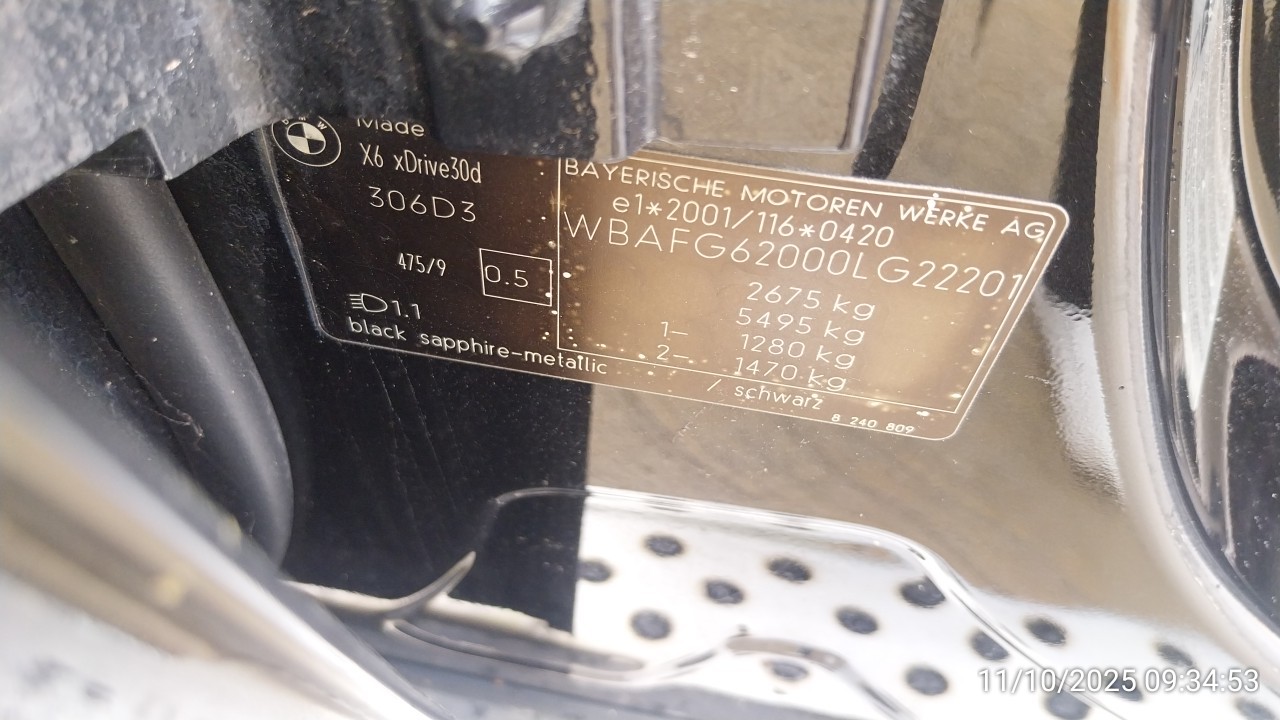 BMW
Made
X6 xDrive30d
306D3
475/9
0.5
1.1
black sapphire-metallic
BAYERISCHE MOTOREN WERKE AG
e1*2001/116*0420
WBAFG62000LG22201
2675 kg
5495 kg
1– 1280 kg
2– 1470 kg
/ schwarz
8 240 809
11/10/2025 09:34:53